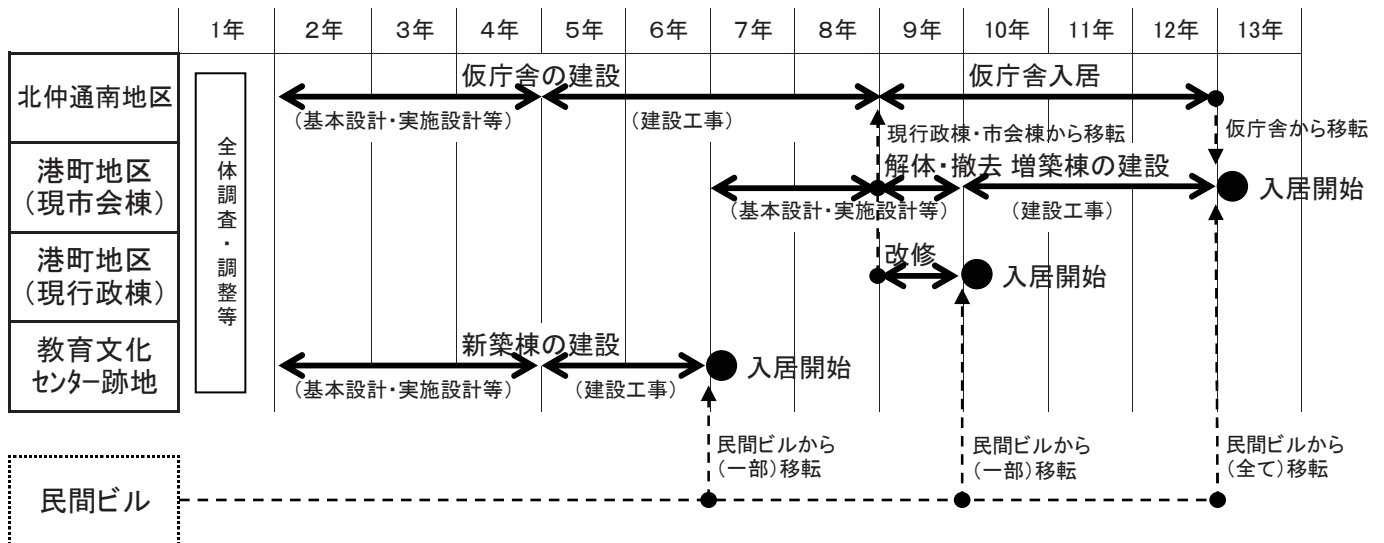 1年 2年 3年 4年 5年 6年 7年 8年 9年 10年 11年 12年 13年
全体調査・調整等
北仲通南地区
仮庁舎の建設
仮庁舎入居
(基本設計・実施設計等)
(建設工事)
現行政棟・市会棟から移転
仮庁舎から移転
港町地区
(現市会棟)
解体・撤去 増築棟の建設
入居開始
(基本設計・実施設計等)
(建設工事)
港町地区
(現行政棟)
改修
入居開始
教育文化
センター跡地
新築棟の建設
入居開始
(基本設計・実施設計等)
(建設工事)
民間ビルから
(一部)移転
民間ビルから
(一部)移転
民間ビルから
(全て)移転
民間ビル